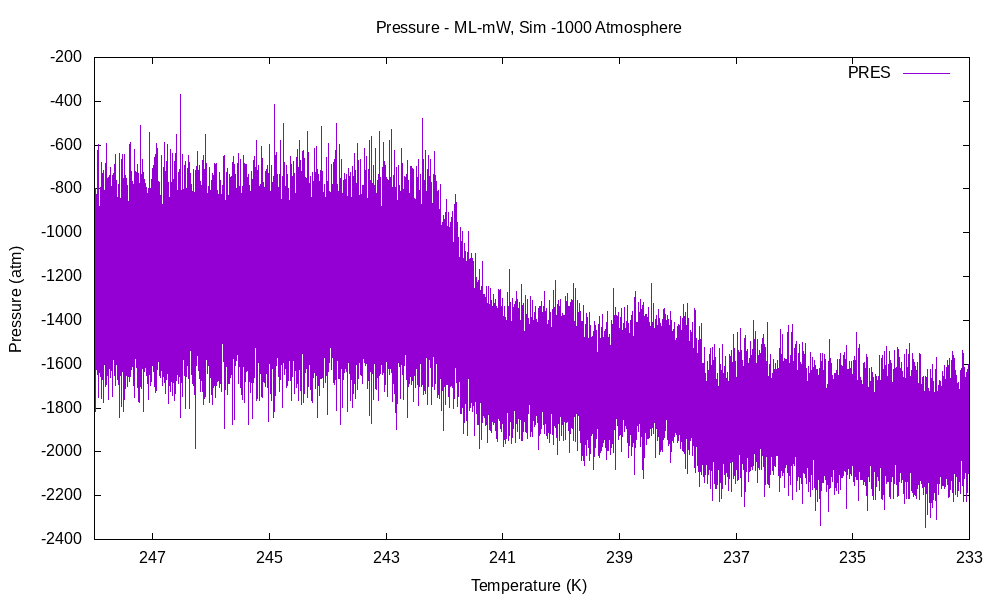 Pressure - ML-mW, Sim -1000 Atmosphere
PRES
-200
-400
-600
-800
-1000
-1200
-1400
-1600
-1800
-2000
-2200
-2400
Pressure (atm)
247 245 243 241 239 237 235 233
Temperature (K)